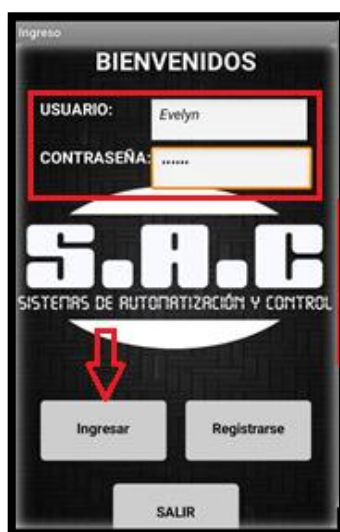 Ingreso
BIENVENIDOS
USUARIO: Evelyn
CONTRASEÑA: ......
S.A.C
SISTEMAS DE AUTOMATIZACIÓN Y CONTROL
Ingresar Registrarse
SALIR